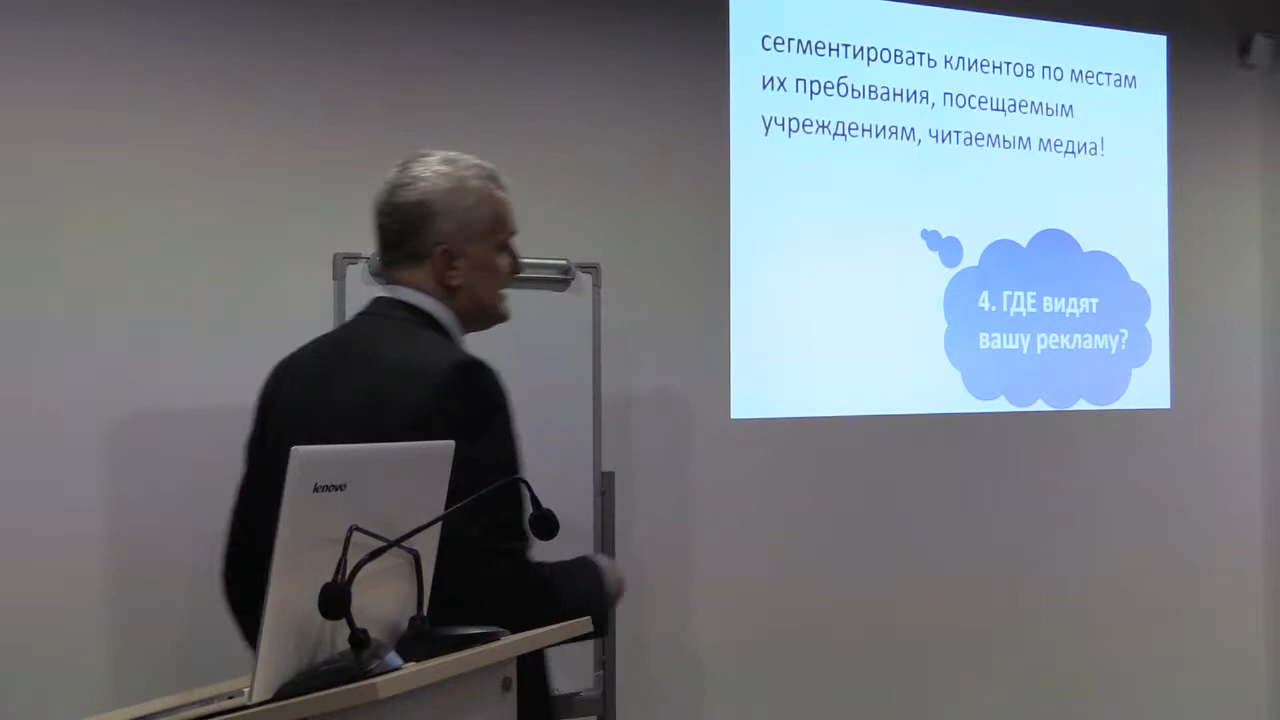 сегментировать клиентов по местам
их пребывания, посещаемым
учреждениям, читаемым медиа!
4. ГДЕ видят
вашу рекламу?
lenovo